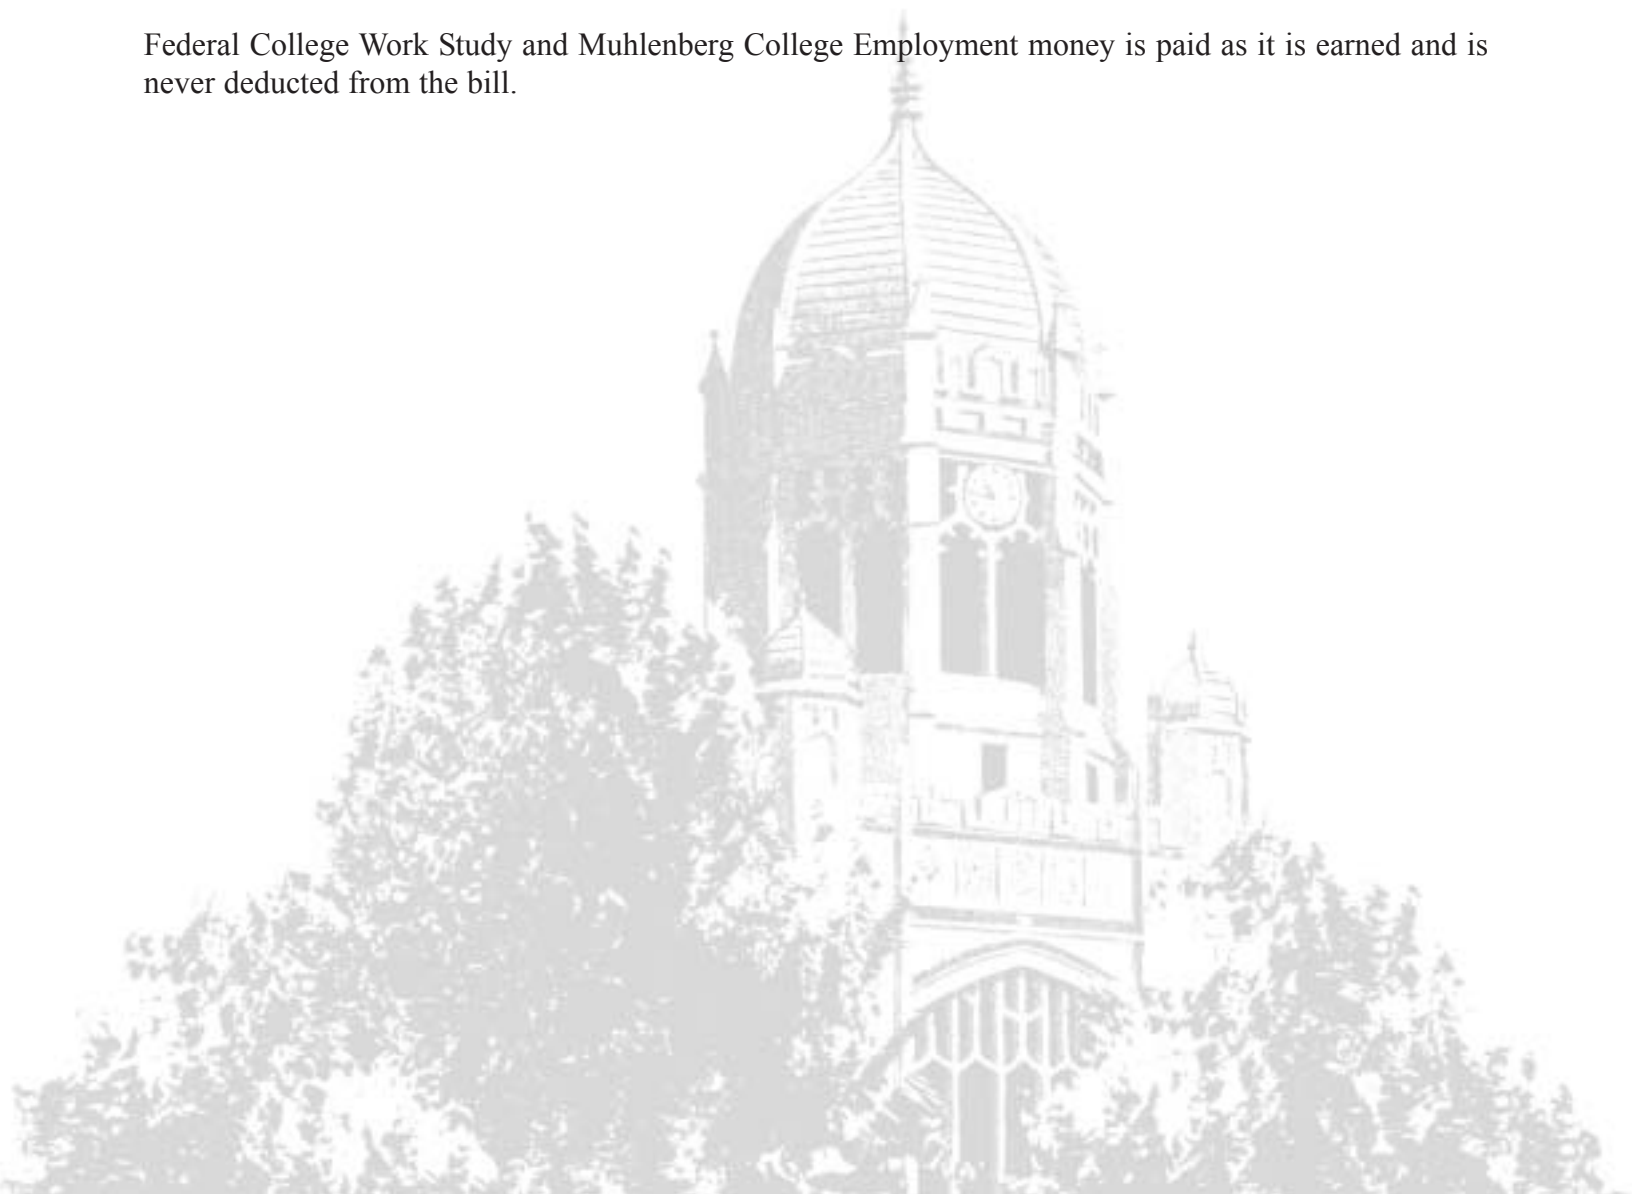 Federal College Work Study and Muhlenberg College Employment money is paid as it is earned and is
never deducted from the bill.